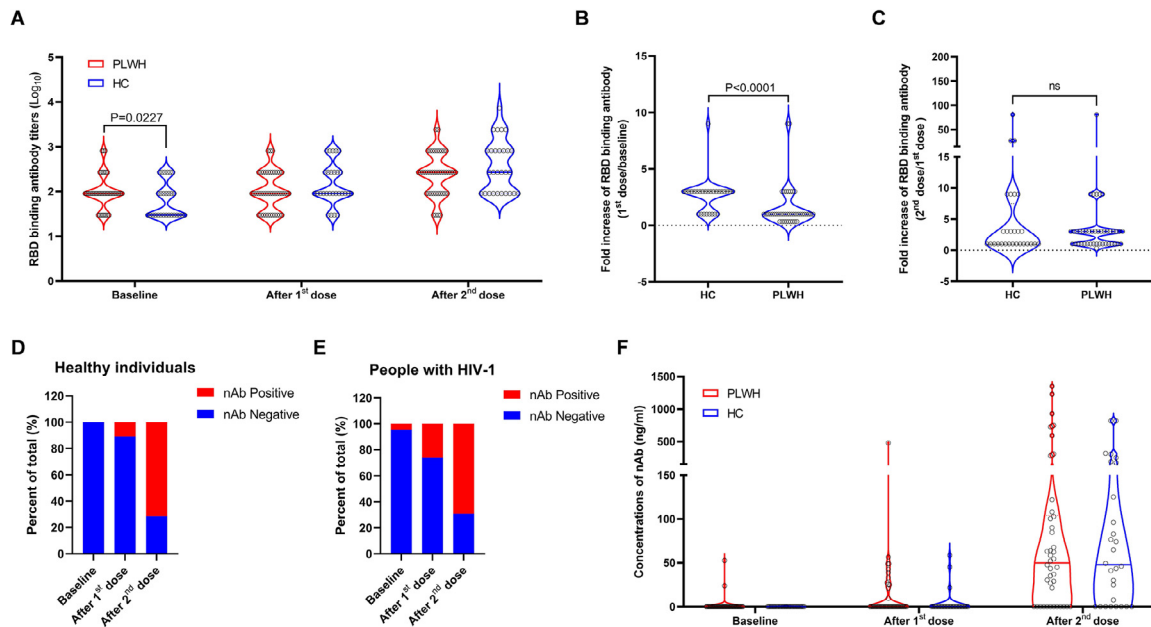 A
RBD binding antibody titers (Log10)
5
4
3
2
1
0
PLWH
HC
P=0.0227
Baseline
After 1st dose
After 2nd dose
B
Fold increase of RBD binding antibody
(1st dose/baseline)
15
10
5
0
-5
P<0.0001
HC
PLWH
C
Fold increase of RBD binding antibody
(2nd dose/1st dose)
200
150
100
50
15
10
5
0
-5
ns
HC
PLWH
D
Healthy individuals
nAb Positive
nAb Negative
Percent of total (%)
120
100
80
60
40
20
0
Baseline
After 1st dose
After 2nd dose
E
People with HIV-1
nAb Positive
nAb Negative
Percent of total (%)
120
100
80
60
40
20
0
Baseline
After 1st dose
After 2nd dose
F
Concentrations of nAb (ng/ml)
1500
1000
500
150
100
50
0
PLWH
HC
Baseline
After 1st dose
After 2nd dose